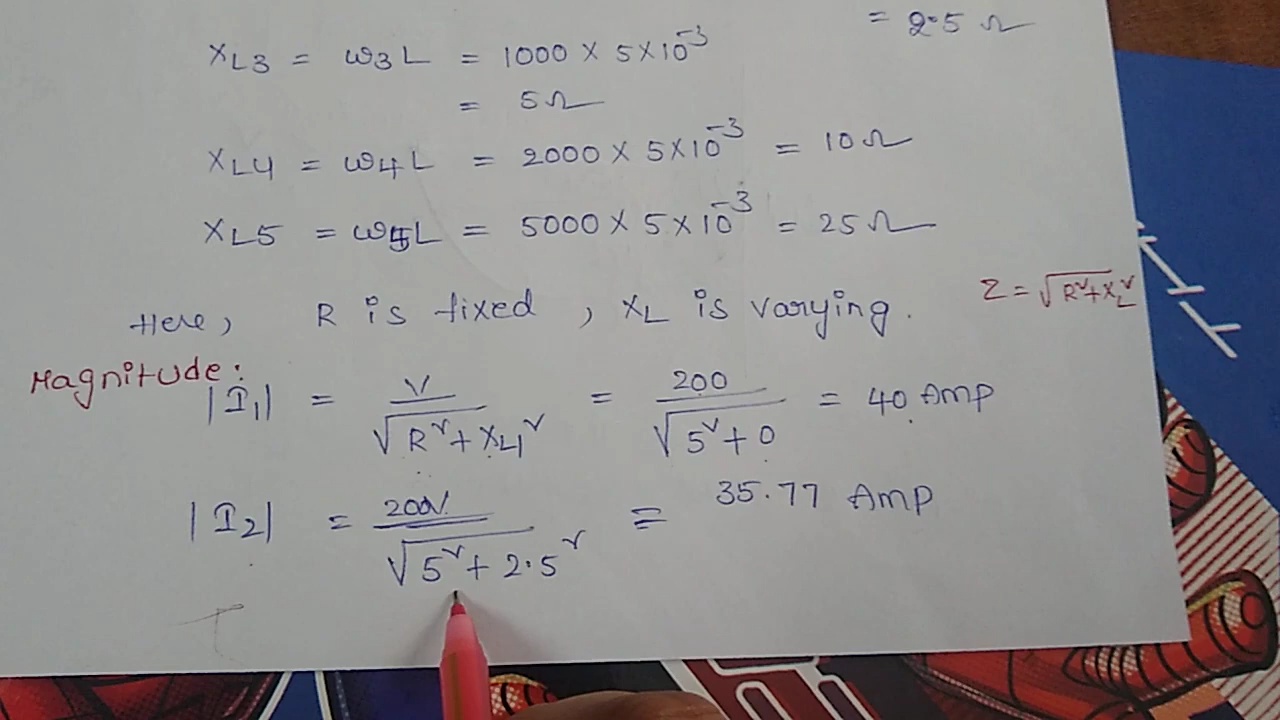 = 2.5 Ω
XL3 = ω3L = 1000 × 5×10⁻³
= 5Ω
XL4 = ω4L = 2000 × 5×10⁻³ = 10Ω
XL5 = ω5L = 5000 × 5×10⁻³ = 25Ω
Z = √(R²+XL²)
Here, R is fixed, XL is varying.
Magnitude:
|I1| = V/√(R²+XL1²) = 200/√(5²+0) = 40 Amp
|I2| = 200V/√(5²+2.5²) = 35.77 Amp